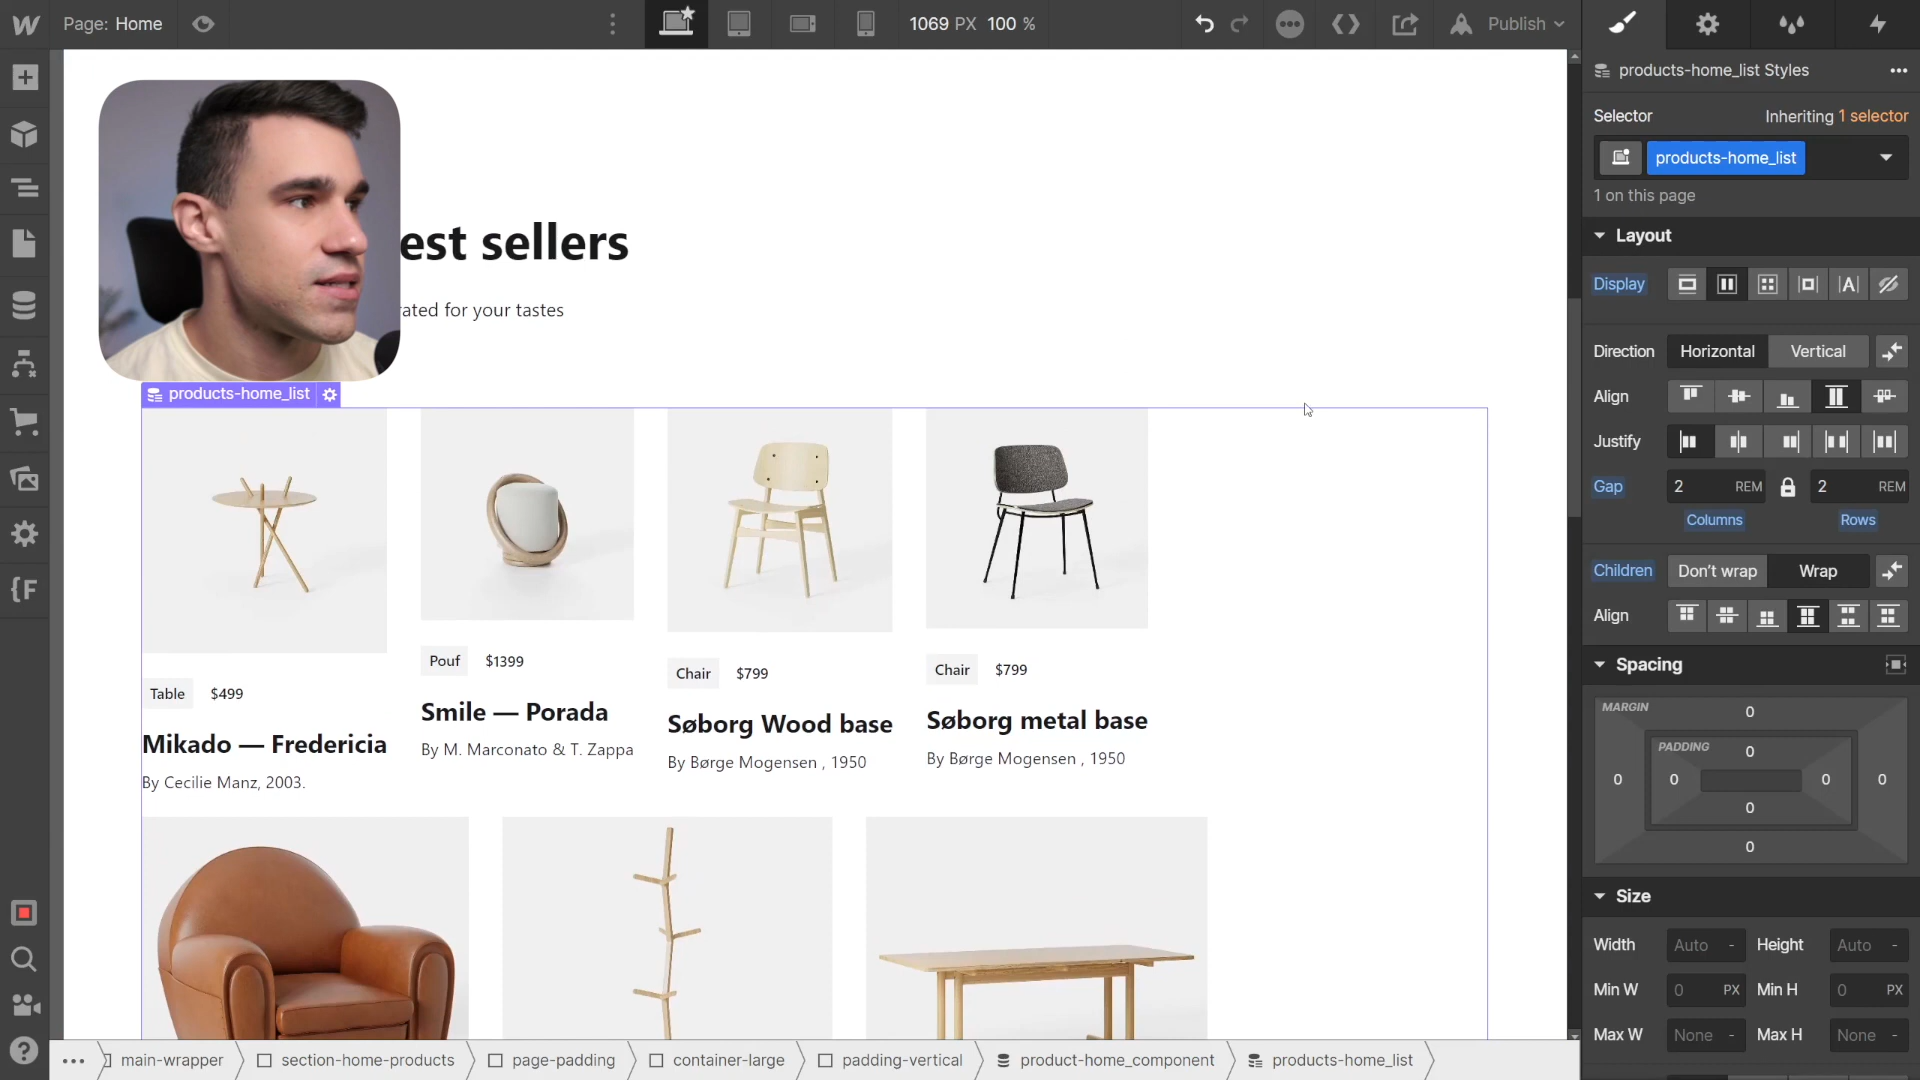 Page: Home
1069 PX 100 %
Publish
est sellers
rated for your tastes
products-home_list
Table $499
Mikado — Fredericia
By Cecilie Manz, 2003.
Pouf $1399
Smile — Porada
By M. Marconato & T. Zappa
Chair $799
Søborg Wood base
By Børge Mogensen , 1950
Chair $799
Søborg metal base
By Børge Mogensen , 1950
products-home_list Styles
Selector Inheriting 1 selector
products-home_list
1 on this page
Layout
Display
Direction Horizontal Vertical
Align
Justify
Gap 2 REM 2 REM
Columns Rows
Children Don't wrap Wrap
Align
Spacing
MARGIN 0
PADDING 0
0 0 0 0
0
0
Size
Width Auto - Height Auto -
Min W 0 PX Min H 0 PX
Max W None - Max H None -
main-wrapper section-home-products page-padding container-large padding-vertical product-home_component products-home_list